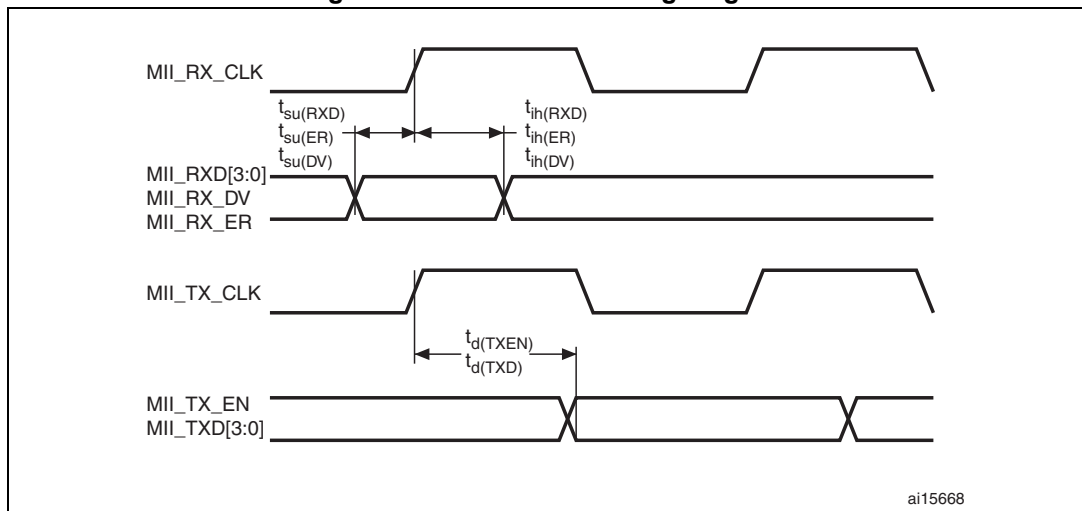 MII_RX_CLK
t_su(RXD)
t_su(ER)
t_su(DV)
t_ih(RXD)
t_ih(ER)
t_ih(DV)
MII_RXD[3:0]
MII_RX_DV
MII_RX_ER
MII_TX_CLK
t_d(TXEN)
t_d(TXD)
MII_TX_EN
MII_TXD[3:0]
ai15668